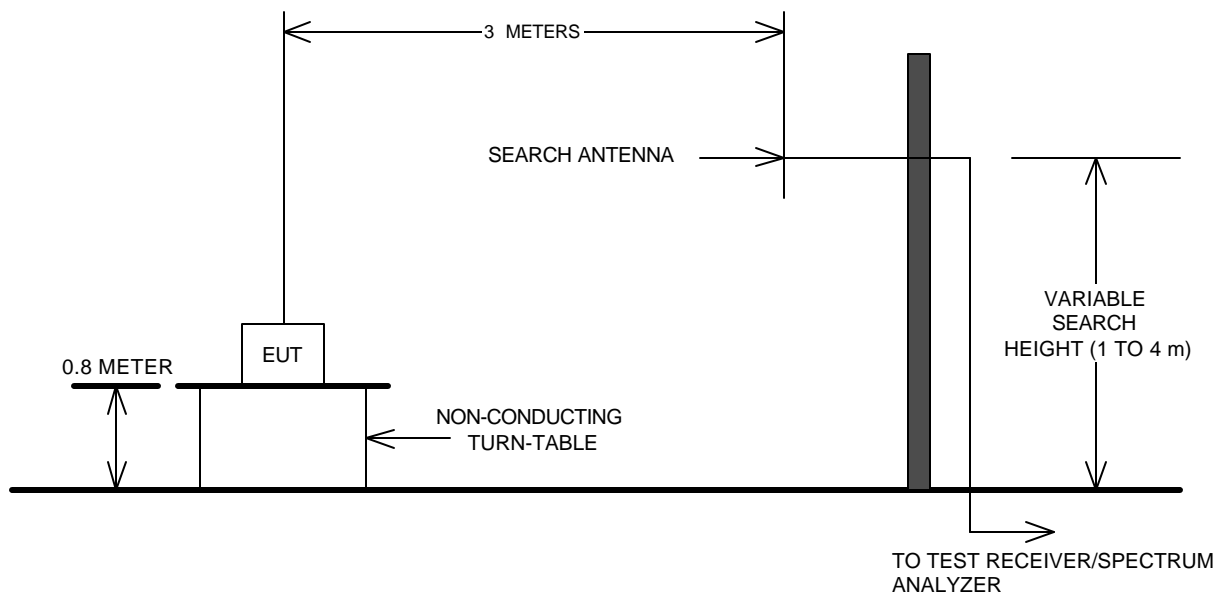 3 METERS
SEARCH ANTENNA
EUT
0.8 METER
NON-CONDUCTING
TURN-TABLE
VARIABLE
SEARCH
HEIGHT (1 TO 4 m)
TO TEST RECEIVER/SPECTRUM
ANALYZER